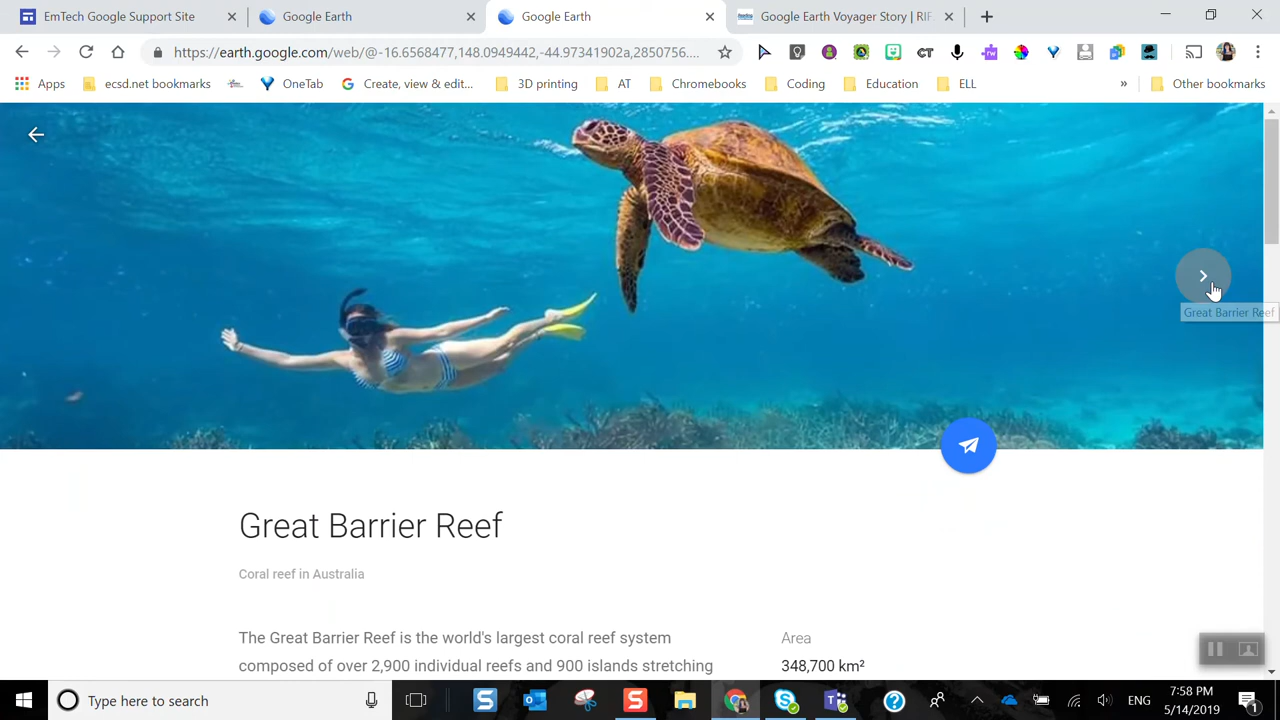 EmTech Google Support Site
Google Earth
Google Earth
Google Earth Voyager Story | RIF
https://earth.google.com/web/@-16.6568477,148.0949442,-44.97341902a,2850756....
Apps
ecsd.net bookmarks
OneTab
Create, view & edit...
3D printing
AT
Chromebooks
Coding
Education
ELL
»
Other bookmarks
Great Barrier Reef
Great Barrier Reef
Coral reef in Australia
The Great Barrier Reef is the world's largest coral reef system
composed of over 2,900 individual reefs and 900 islands stretching
Area
348,700 km²
Type here to search
ENG
7:58 PM
5/14/2019